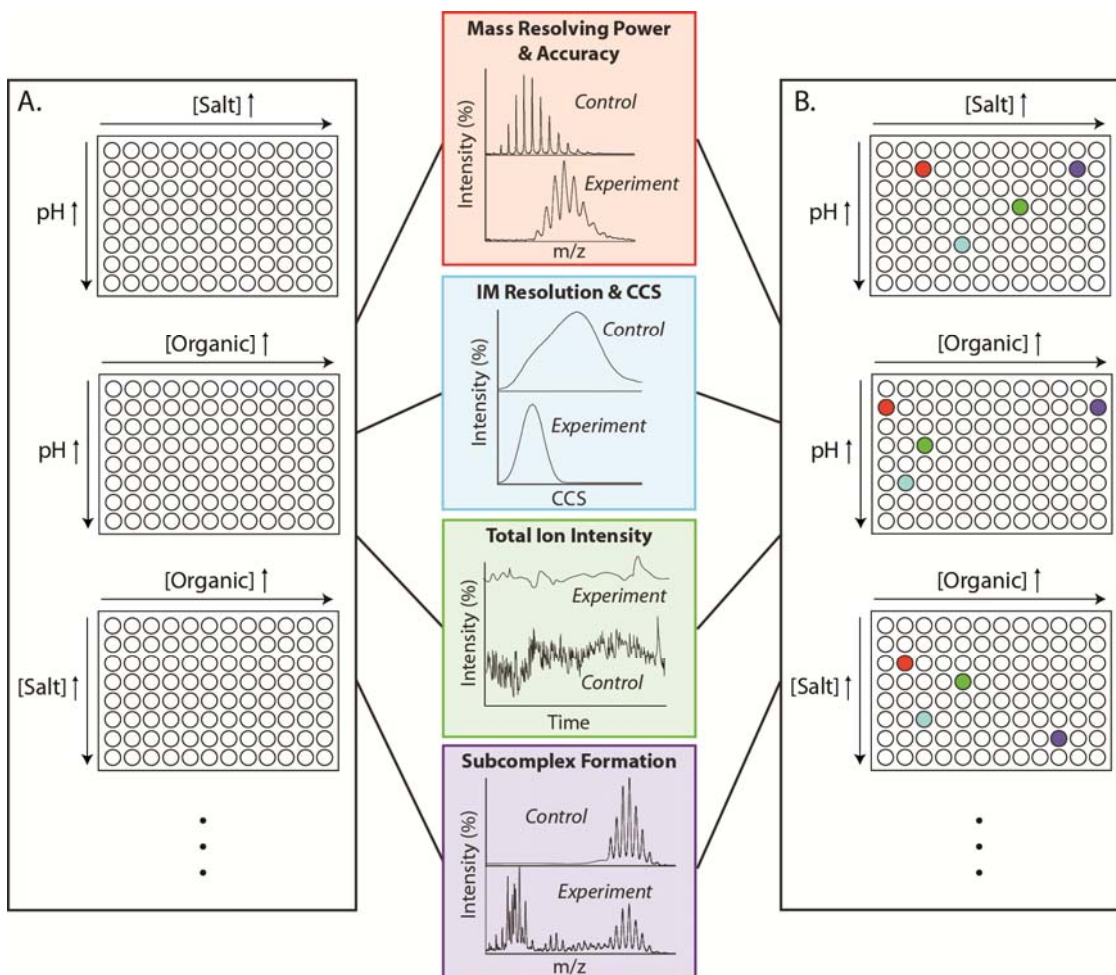 A.
[Salt] ↑
pH ↑
[Organic] ↑
pH ↑
[Organic] ↑
[Salt] ↑
Mass Resolving Power
& Accuracy
Control
Experiment
Intensity (%)
m/z
IM Resolution & CCS
Control
Experiment
Intensity (%)
CCS
Total Ion Intensity
Experiment
Control
Intensity (%)
Time
Subcomplex Formation
Control
Experiment
Intensity (%)
m/z
B.
[Salt] ↑
pH ↑
[Organic] ↑
pH ↑
[Organic] ↑
[Salt] ↑